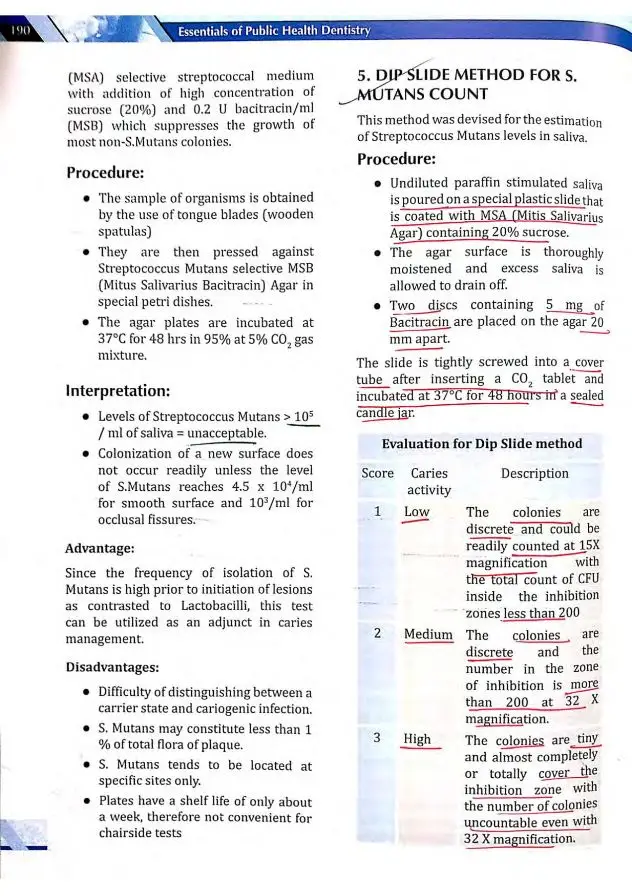 190
Essentials of Public Health Dentistry
(MSA) selective streptococcal medium
with addition of high concentration of
sucrose (20%) and 0.2 U bacitracin/ml
(MSB) which suppresses the growth of
most non-S.Mutans colonies.
Procedure:
• The sample of organisms is obtained
by the use of tongue blades (wooden
spatulas)
• They are then pressed against
Streptococcus Mutans selective MSB
(Mitus Salivarius Bacitracin) Agar in
special petri dishes.
• The agar plates are incubated at
37°C for 48 hrs in 95% at 5% CO₂ gas
mixture.
Interpretation:
• Levels of Streptococcus Mutans > 10⁵
/ ml of saliva = unacceptable.
• Colonization of a new surface does
not occur readily unless the level
of S.Mutans reaches 4.5 x 10⁴/ml
for smooth surface and 10³/ml for
occlusal fissures.
Advantage:
Since the frequency of isolation of S.
Mutans is high prior to initiation of lesions
as contrasted to Lactobacilli, this test
can be utilized as an adjunct in caries
management.
Disadvantages:
• Difficulty of distinguishing between a
carrier state and cariogenic infection.
• S. Mutans may constitute less than 1
% of total flora of plaque.
• S. Mutans tends to be located at
specific sites only.
• Plates have a shelf life of only about
a week, therefore not convenient for
chairside tests
5. DIP SLIDE METHOD FOR S.
MUTANS COUNT
This method was devised for the estimation
of Streptococcus Mutans levels in saliva.
Procedure:
• Undiluted paraffin stimulated saliva
is poured on a special plastic slide that
is coated with MSA (Mitis Salivarius
Agar) containing 20% sucrose.
• The agar surface is thoroughly
moistened and excess saliva is
allowed to drain off.
• Two discs containing 5 mg of
Bacitracin are placed on the agar 20
mm apart.
The slide is tightly screwed into a cover
tube after inserting a CO₂ tablet and
incubated at 37°C for 48 hours in a sealed
candle jar.
Evaluation for Dip Slide method
Score Caries activity Description
1 Low The colonies are
discrete and could be
readily counted at 15X
magnification with
the total count of CFU
inside the inhibition
zones less than 200
2 Medium The colonies are
discrete and the
number in the zone
of inhibition is more
than 200 at 32 X
magnification.
3 High The colonies are tiny
and almost completely
or totally cover the
inhibition zone with
the number of colonies
uncountable even with
32 X magnification.